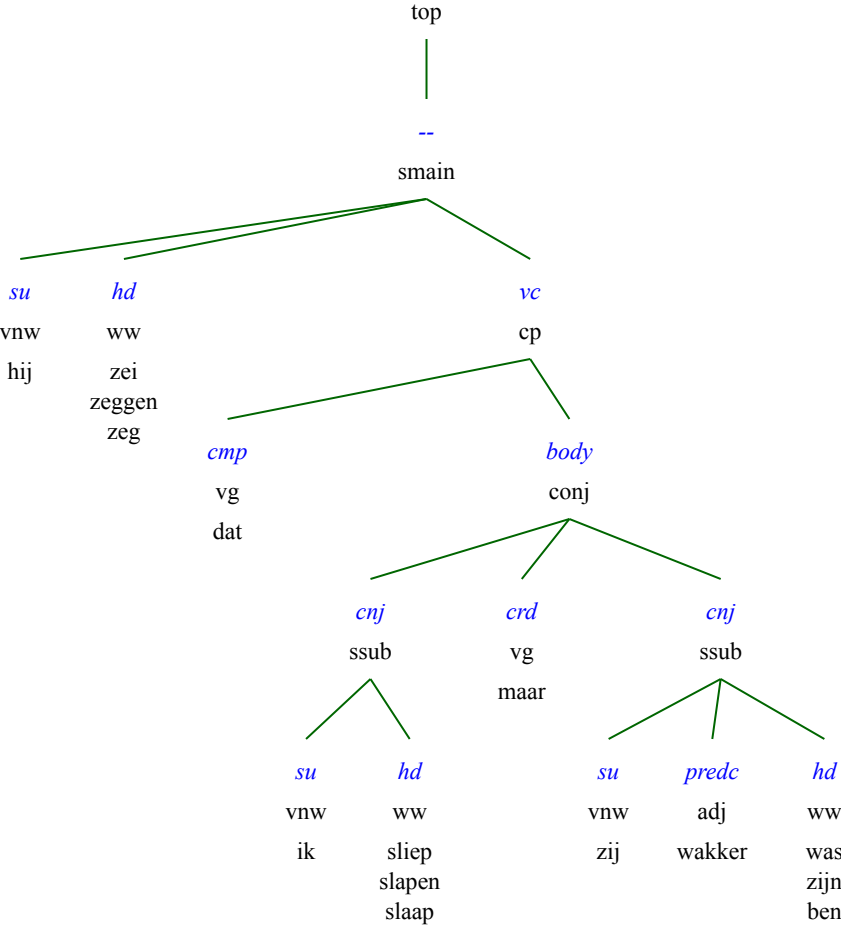 top
--
smain
su hd vc
vnw ww cp
hij zei
zeggen
zeg
cmp body
vg conj
dat
cnj crd cnj
ssub vg ssub
maar
su hd su predc hd
vnw ww vnw adj ww
ik sliep zij wakker was
slapen zijn
slaap ben